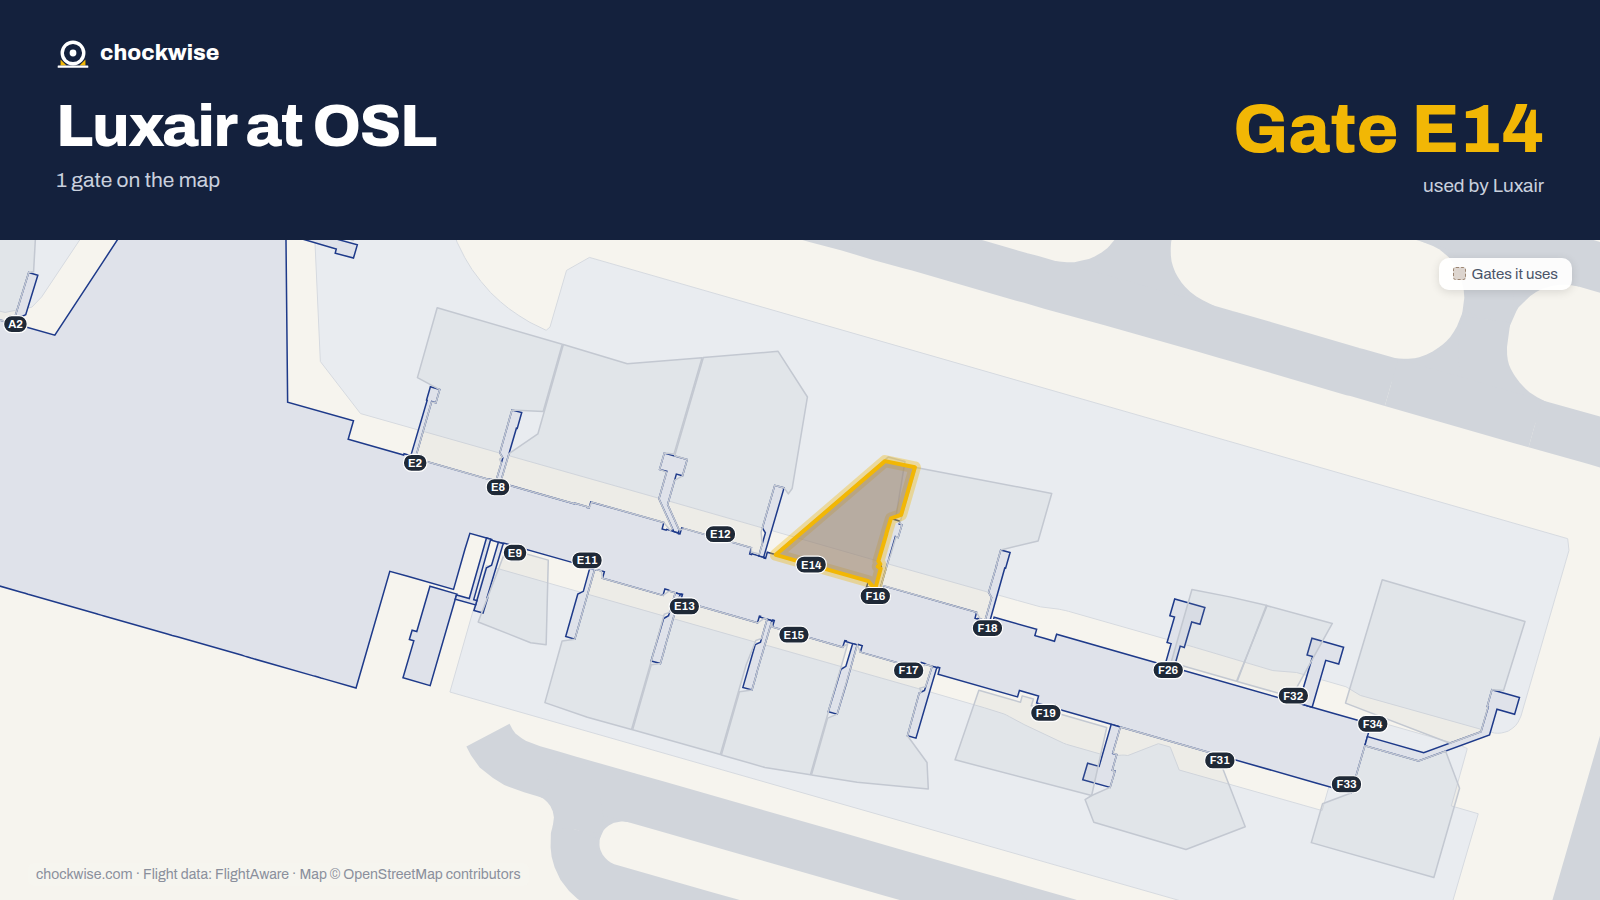 chockwise
Luxair at OSL
1 gate on the map
Gate E14
used by Luxair
Gates it uses
A2
E2
E8
E12
E9
E11
E14
F16
E13
E15
F18
F17
F26
F32
F19
F34
F31
F33
chockwise.com · Flight data: FlightAware · Map © OpenStreetMap contributors